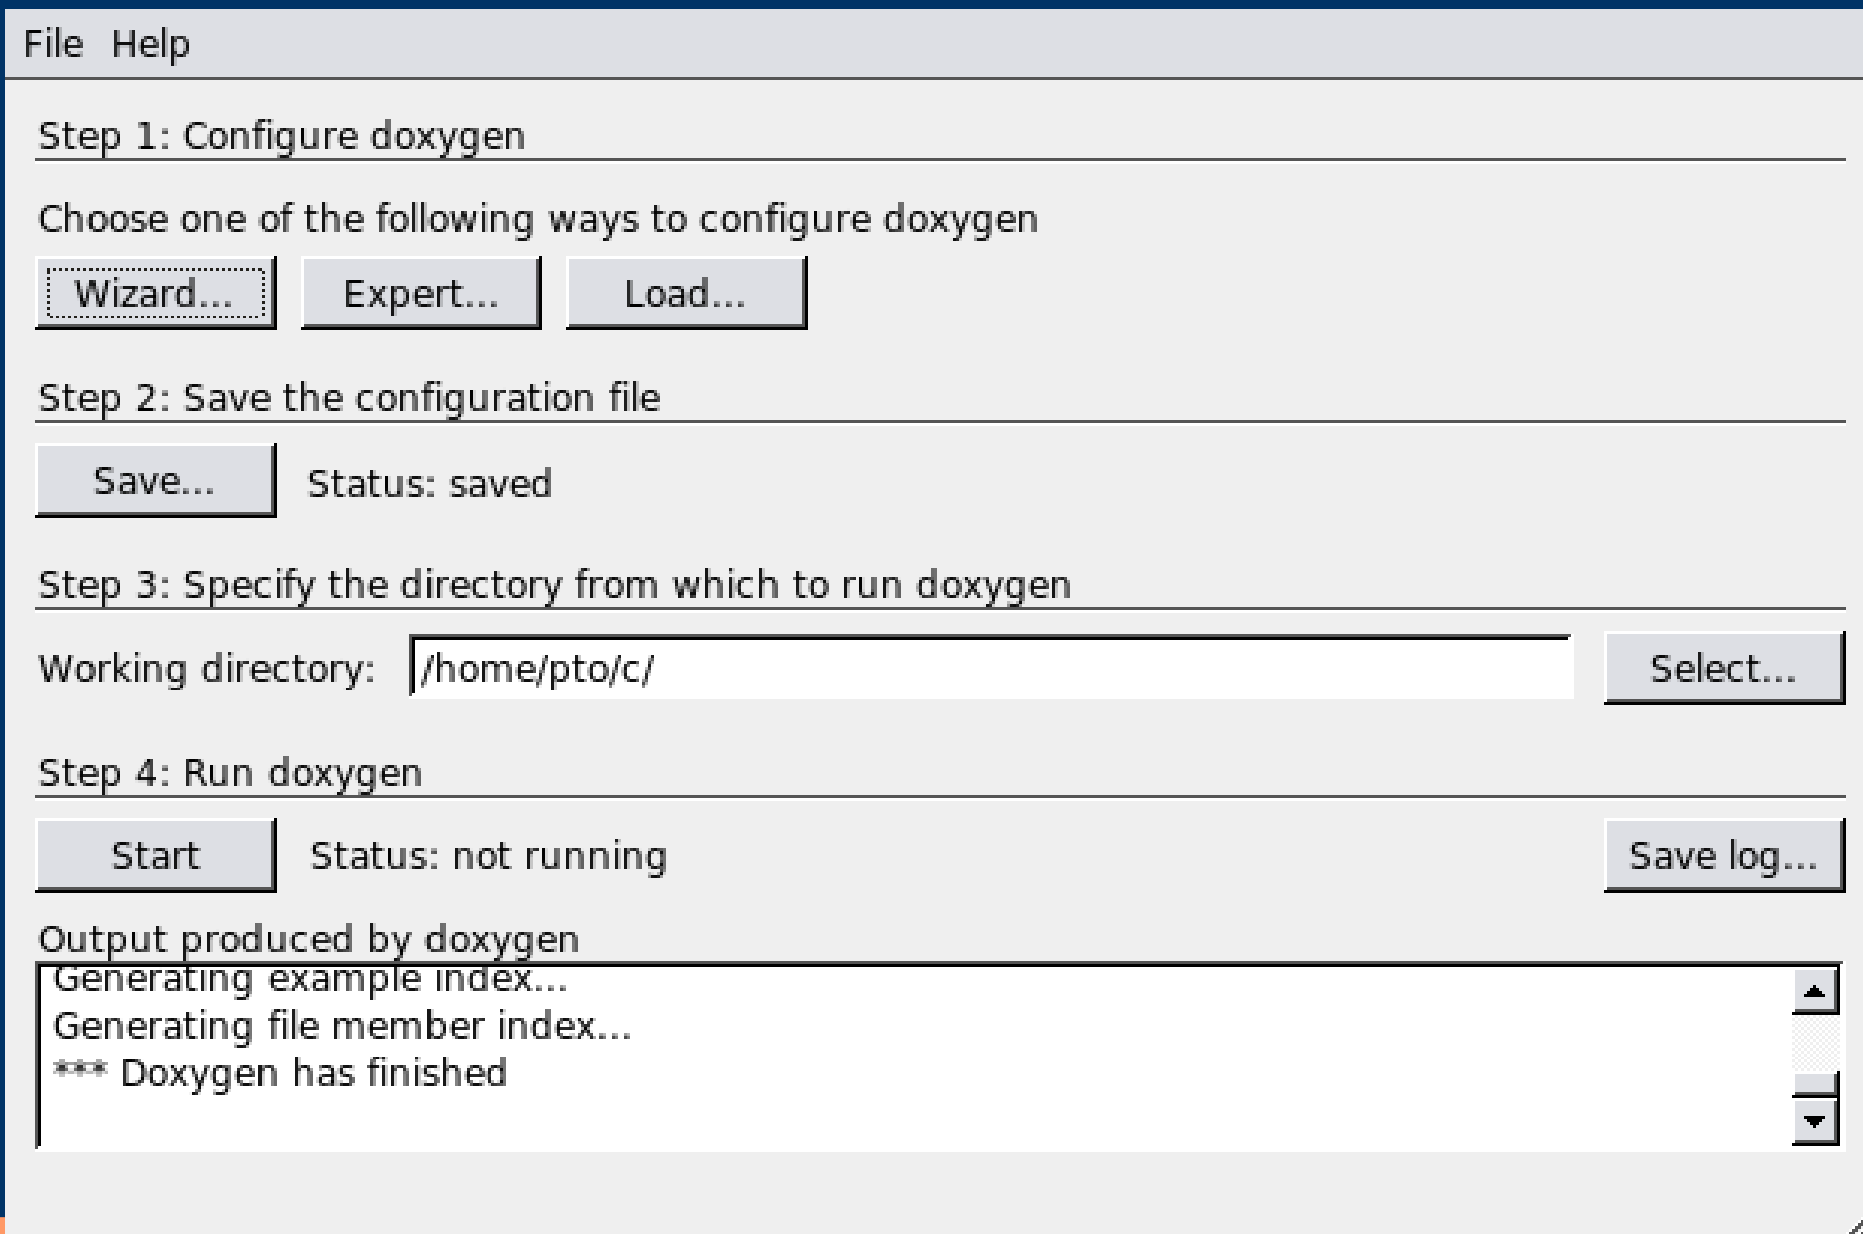 File Help
Step 1: Configure doxygen
Choose one of the following ways to configure doxygen
Wizard... Expert... Load...
Step 2: Save the configuration file
Save... Status: saved
Step 3: Specify the directory from which to run doxygen
Working directory: /home/pto/c/ Select...
Step 4: Run doxygen
Start Status: not running Save log...
Output produced by doxygen
Generating example index...
Generating file member index...
*** Doxygen has finished